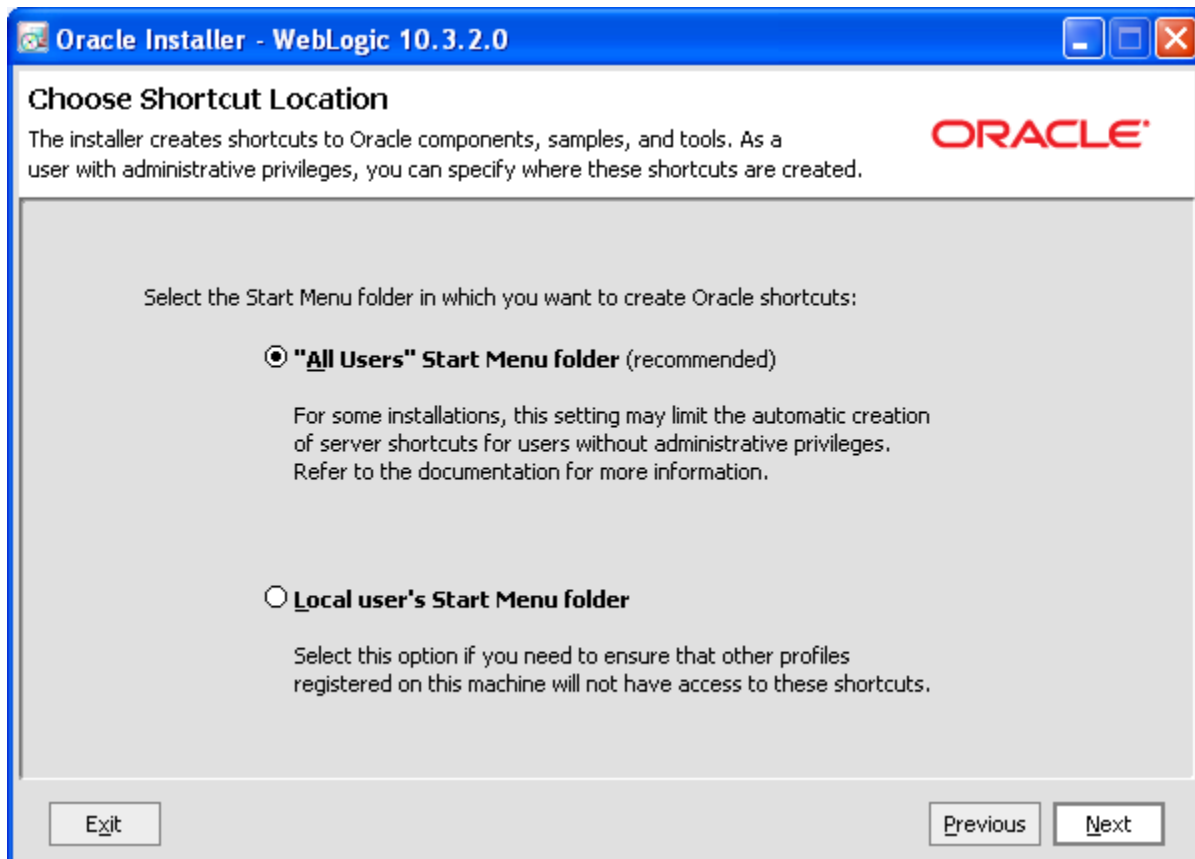 Oracle Installer - WebLogic 10.3.2.0
Choose Shortcut Location
The installer creates shortcuts to Oracle components, samples, and tools. As a
user with administrative privileges, you can specify where these shortcuts are created.
ORACLE
Select the Start Menu folder in which you want to create Oracle shortcuts:
"All Users" Start Menu folder (recommended)
For some installations, this setting may limit the automatic creation
of server shortcuts for users without administrative privileges.
Refer to the documentation for more information.
Local user's Start Menu folder
Select this option if you need to ensure that other profiles
registered on this machine will not have access to these shortcuts.
Exit
Previous
Next